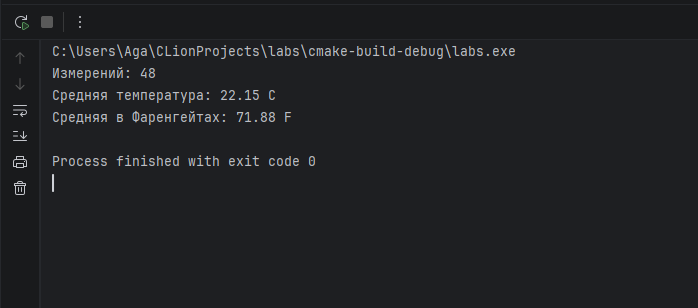 C:\Users\Aga\CLionProjects\labs\cmake-build-debug\labs.exe
Измерений: 48
Средняя температура: 22.15 C
Средняя в Фаренгейтах: 71.88 F
Process finished with exit code 0